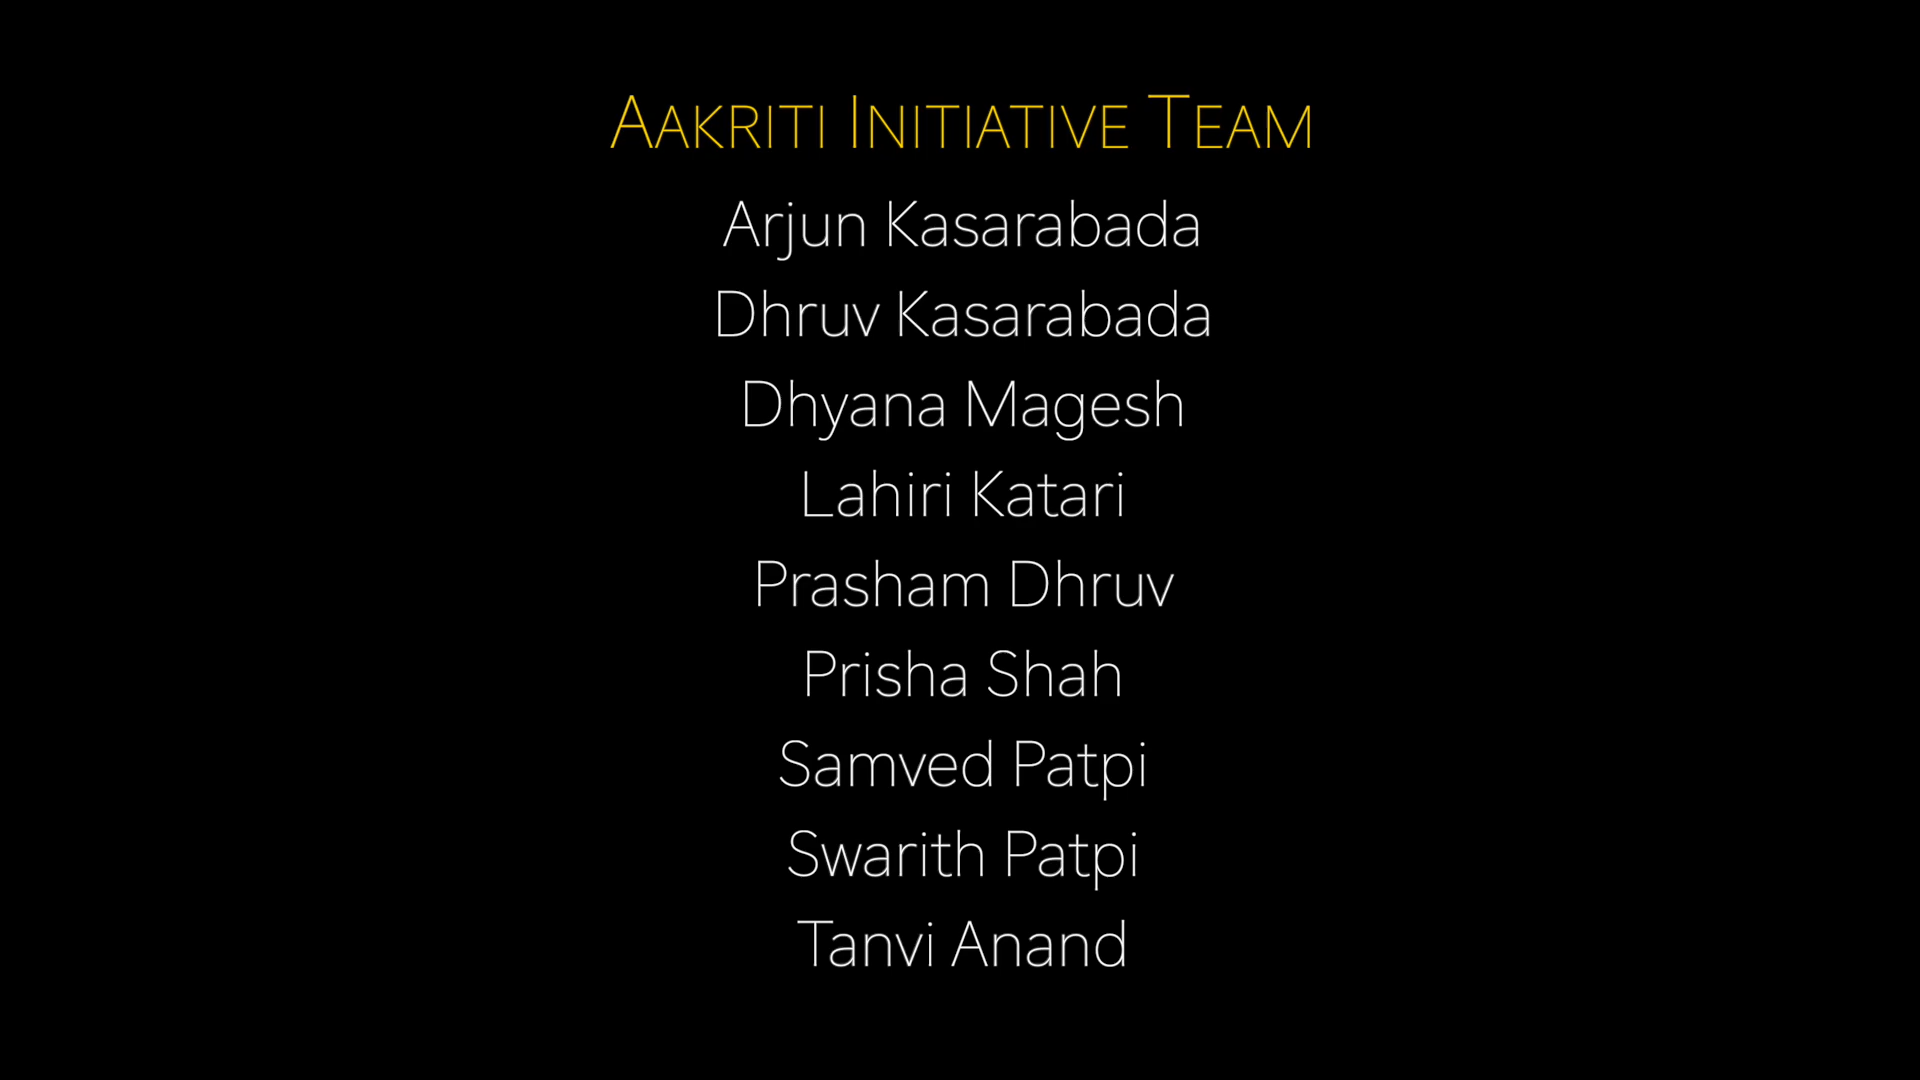 AAKRITI INITIATIVE TEAM
Arjun Kasarabada
Dhruv Kasarabada
Dhyana Magesh
Lahiri Katari
Prasham Dhruv
Prisha Shah
Samved Patpi
Swarith Patpi
Tanvi Anand